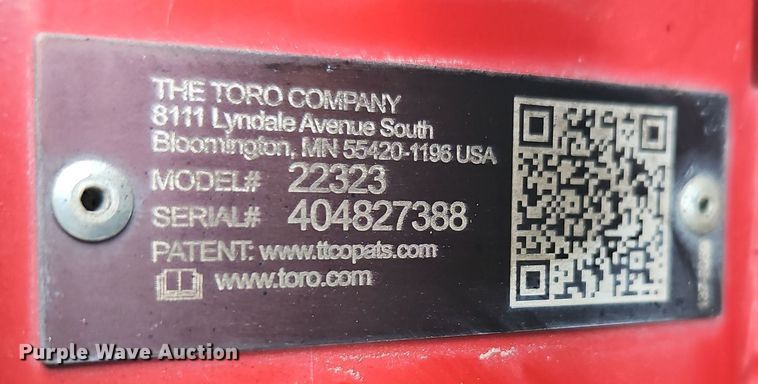 THE TORO COMPANY
8111 Lyndale Avenue South
Bloomington, MN 55420-1196 USA
MODEL# 22323
SERIAL# 404827388
PATENT: www.ttcopats.com
www.toro.com
Purple Wave Auction